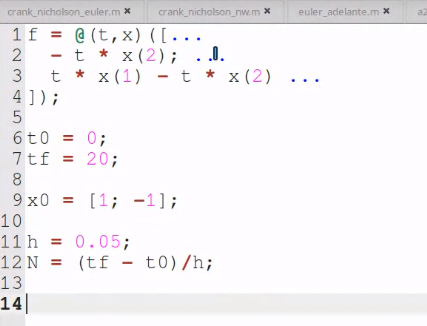 crank_nicholson_euler.m × crank_nicholson_nw.m × euler_adelante.m × a2
1 f = @(t,x)([...
2 - t * x(2); ...
3 t * x(1) - t * x(2) ...
4 ]);
5
6 t0 = 0;
7 tf = 20;
8
9 x0 = [1; -1];
10
11 h = 0.05;
12 N = (tf - t0)/h;
13
14